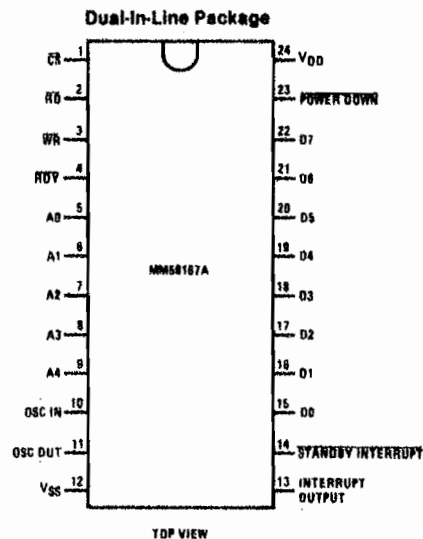 Dual-In-Line Package
CS 1
RD 2
WR 3
RDY 4
A0 5
A1 6
A2 7
A3 8
A4 9
OSC IN 10
OSC OUT 11
VSS 12
MM58167A
24 VDD
23 POWER DOWN
22 D7
21 D6
20 D5
19 D4
18 D3
17 D2
16 D1
15 D0
14 STANDBY INTERRUPT
13 INTERRUPT
OUTPUT
TOP VIEW